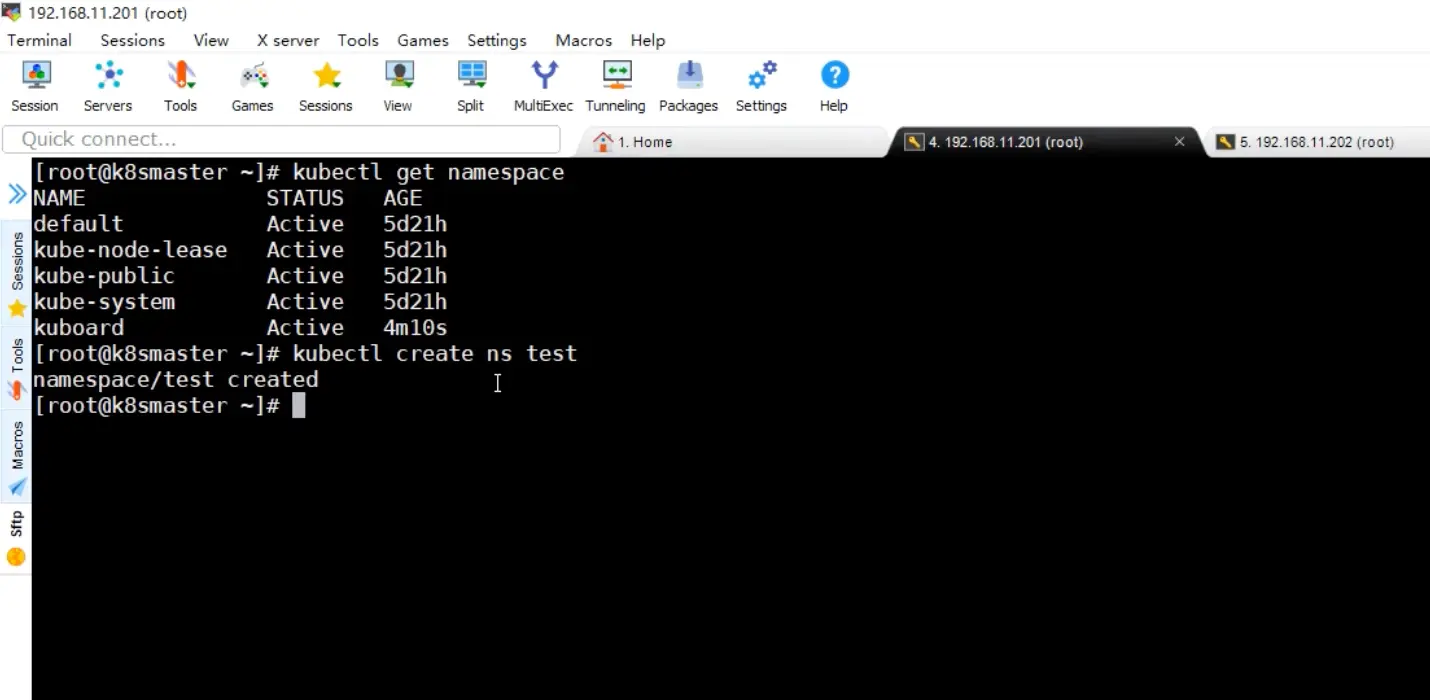 192.168.11.201 (root)
Terminal Sessions View X server Tools Games Settings Macros Help
Session Servers Tools Games Sessions View Split MultiExec Tunneling Packages Settings Help
Quick connect... 1. Home 4. 192.168.11.201 (root) 5. 192.168.11.202 (root)
[root@k8smaster ~]# kubectl get namespace
NAME STATUS AGE
default Active 5d21h
kube-node-lease Active 5d21h
kube-public Active 5d21h
kube-system Active 5d21h
kuboard Active 4m10s
[root@k8smaster ~]# kubectl create ns test
namespace/test created
[root@k8smaster ~]#
Sessions
Tools
Macros
Sftp